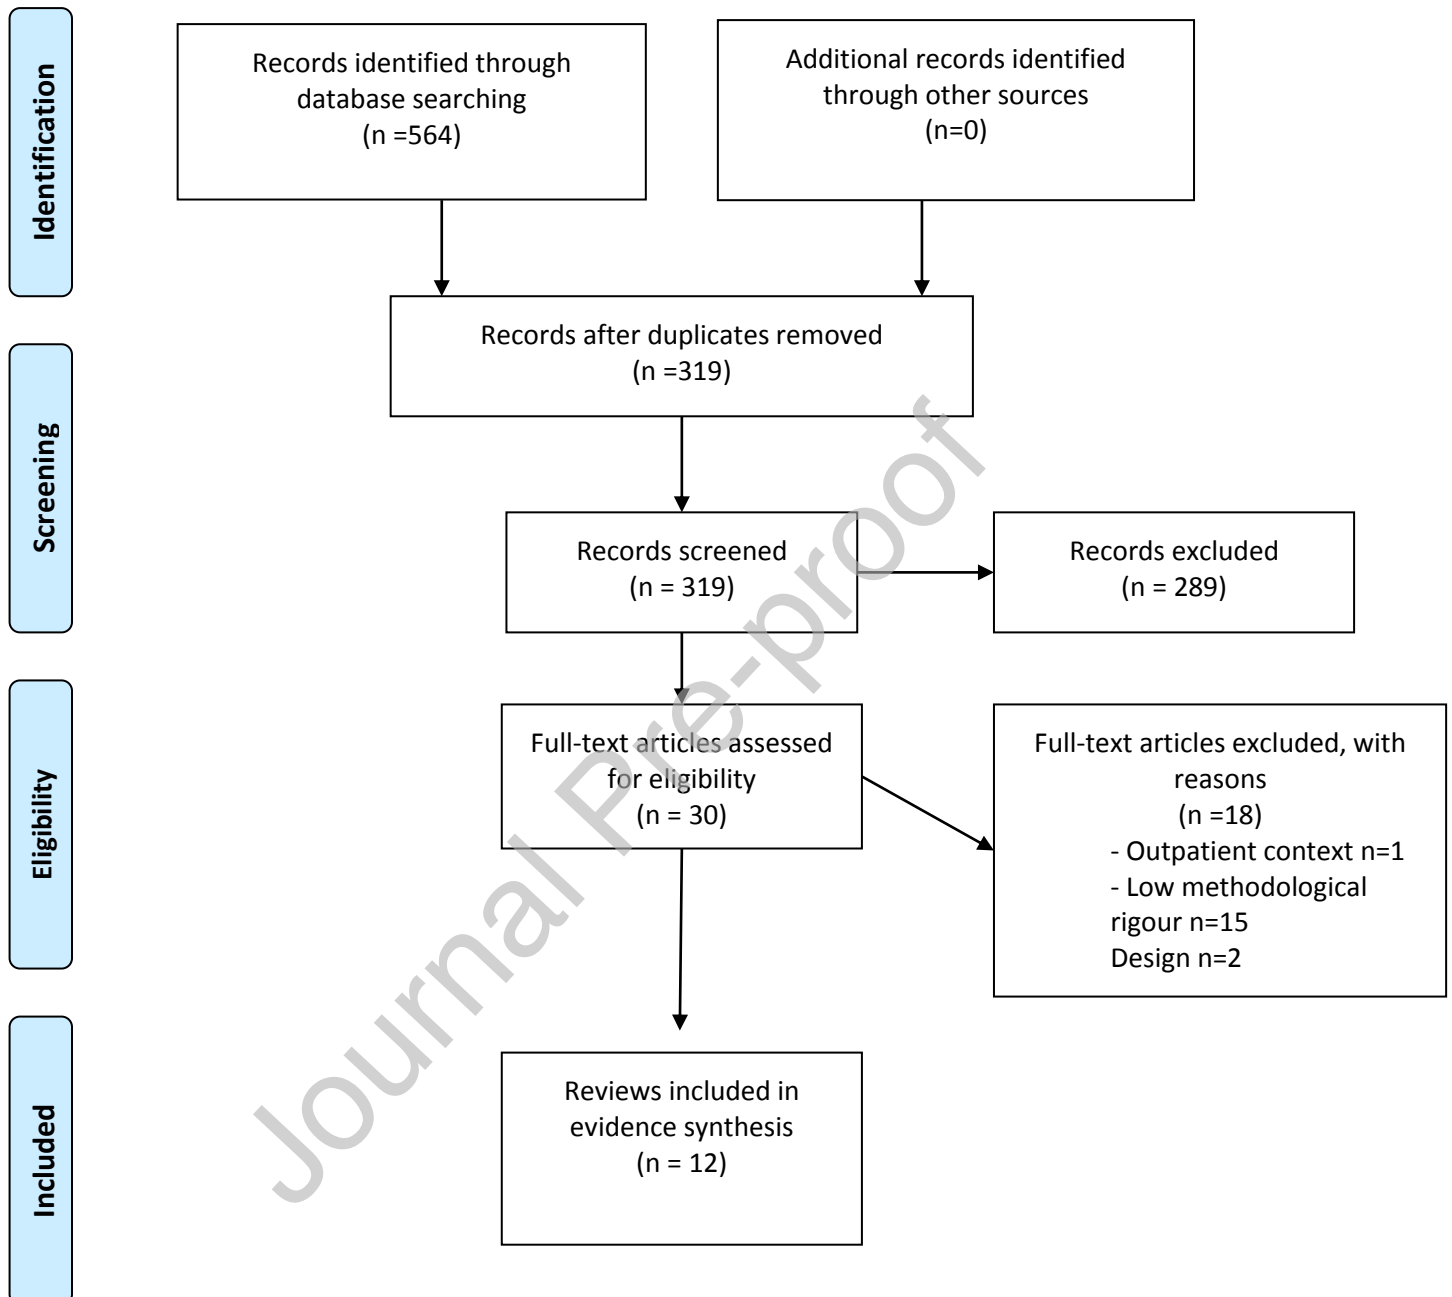 Identification
Records identified through
database searching
(n =564)
Additional records identified
through other sources
(n=0)
Records after duplicates removed
(n =319)
Screening
Records screened
(n = 319)
Records excluded
(n = 289)
Eligibility
Full-text articles assessed
for eligibility
(n = 30)
Full-text articles excluded, with
reasons
(n =18)
- Outpatient context n=1
- Low methodological
rigour n=15
Design n=2
Included
Reviews included in
evidence synthesis
(n = 12)
Journal Pre-proof